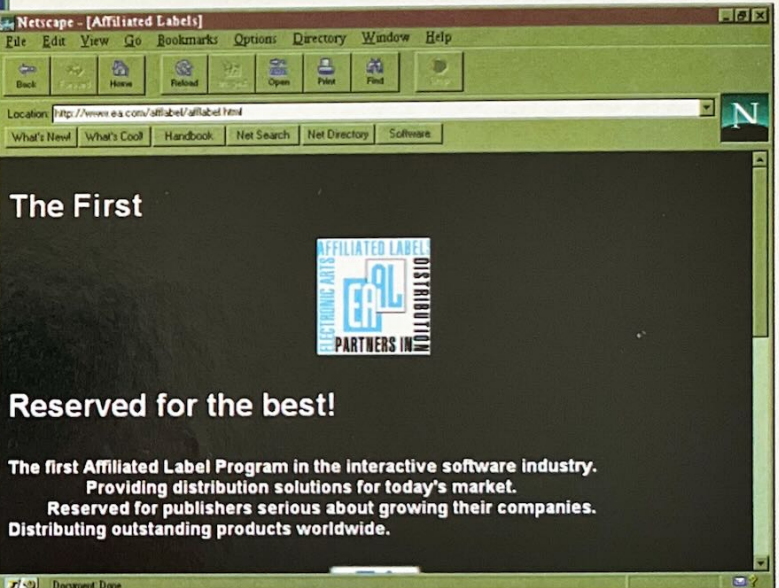 Netscape - [Affiliated Labels]
File Edit View Go Bookmarks Options Directory Window Help
Back Forward Home Reload Images Open Print Find Stop
Location: http://www.ea.com/afflabel/afflabel.html
N
What's New! What's Cool! Handbook Net Search Net Directory Software
The First
AFFILIATED LABELS
ELECTRONIC ARTS
EA
AL
DISTRIBUTION
PARTNERS IN
Reserved for the best!
The first Affiliated Label Program in the interactive software industry.
Providing distribution solutions for today's market.
Reserved for publishers serious about growing their companies.
Distributing outstanding products worldwide.
Document Done